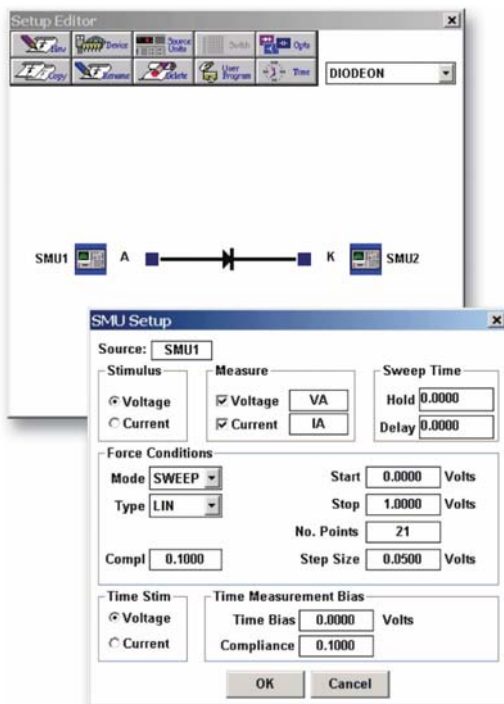 Setup Editor
New Device Source Units Switch Opts
Copy Rename Delete User Program Time
DIODEON
SMU1 A K SMU2
SMU Setup
Source: SMU1
Stimulus
Voltage
Current
Measure
Voltage VA
Current IA
Sweep Time
Hold 0.0000
Delay 0.0000
Force Conditions
Mode SWEEP
Type LIN
Compl 0.1000
Start 0.0000 Volts
Stop 1.0000 Volts
No. Points 21
Step Size 0.0500 Volts
Time Stim
Voltage
Current
Time Measurement Bias
Time Bias 0.0000 Volts
Compliance 0.1000
OK Cancel